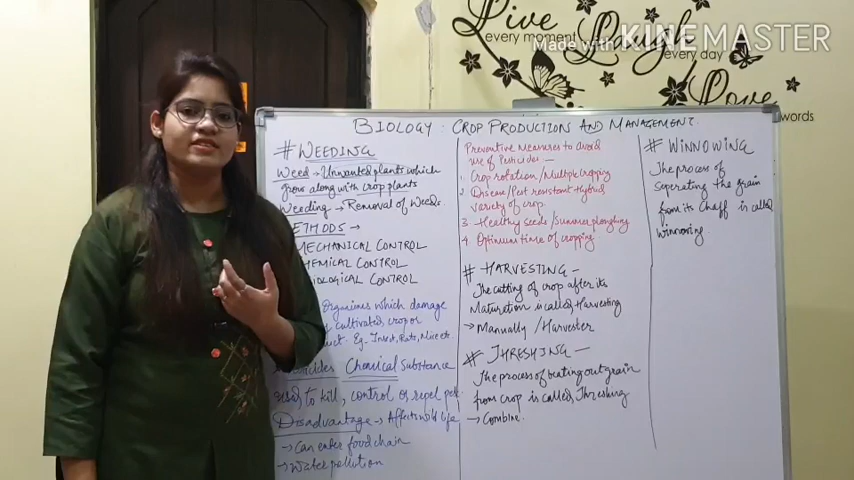 Live
every moment
Laugh
every day
Love
words
Made with KINEMASTER
BIOLOGY : CROP PRODUCTION AND MANAGEMENT.
# WEEDING
Weed → Unwanted plants which
grow along with crop plants
Weeding → Removal of Weeds
METHODS →
MECHANICAL CONTROL
CHEMICAL CONTROL
BIOLOGICAL CONTROL
Organisms which damage
cultivated crop or
Eg. Insect, Rats, Mice etc.
Chemical Substance
used to kill, control or repel pest
Disadvantage → Affects wild life
→ Can enter food chain
→ Water pollution
Preventive Measures to avoid
use of Pesticides —
1. Crop rotation / Multiple Cropping
2. Disease/Pest resistant Hybrid
variety of crop
3. Healthy seeds / summer ploughing
4. Optimum time of cropping
# HARVESTING —
The cutting of crop after its
Maturation is called, Harvesting
→ Manually / Harvester
# THRESHING —
The process of beating out grain
from crop is called, Threshing
→ Combine.
# WINNOWING
The process of
seperating the grain
from its Chaff is called
winnowing.